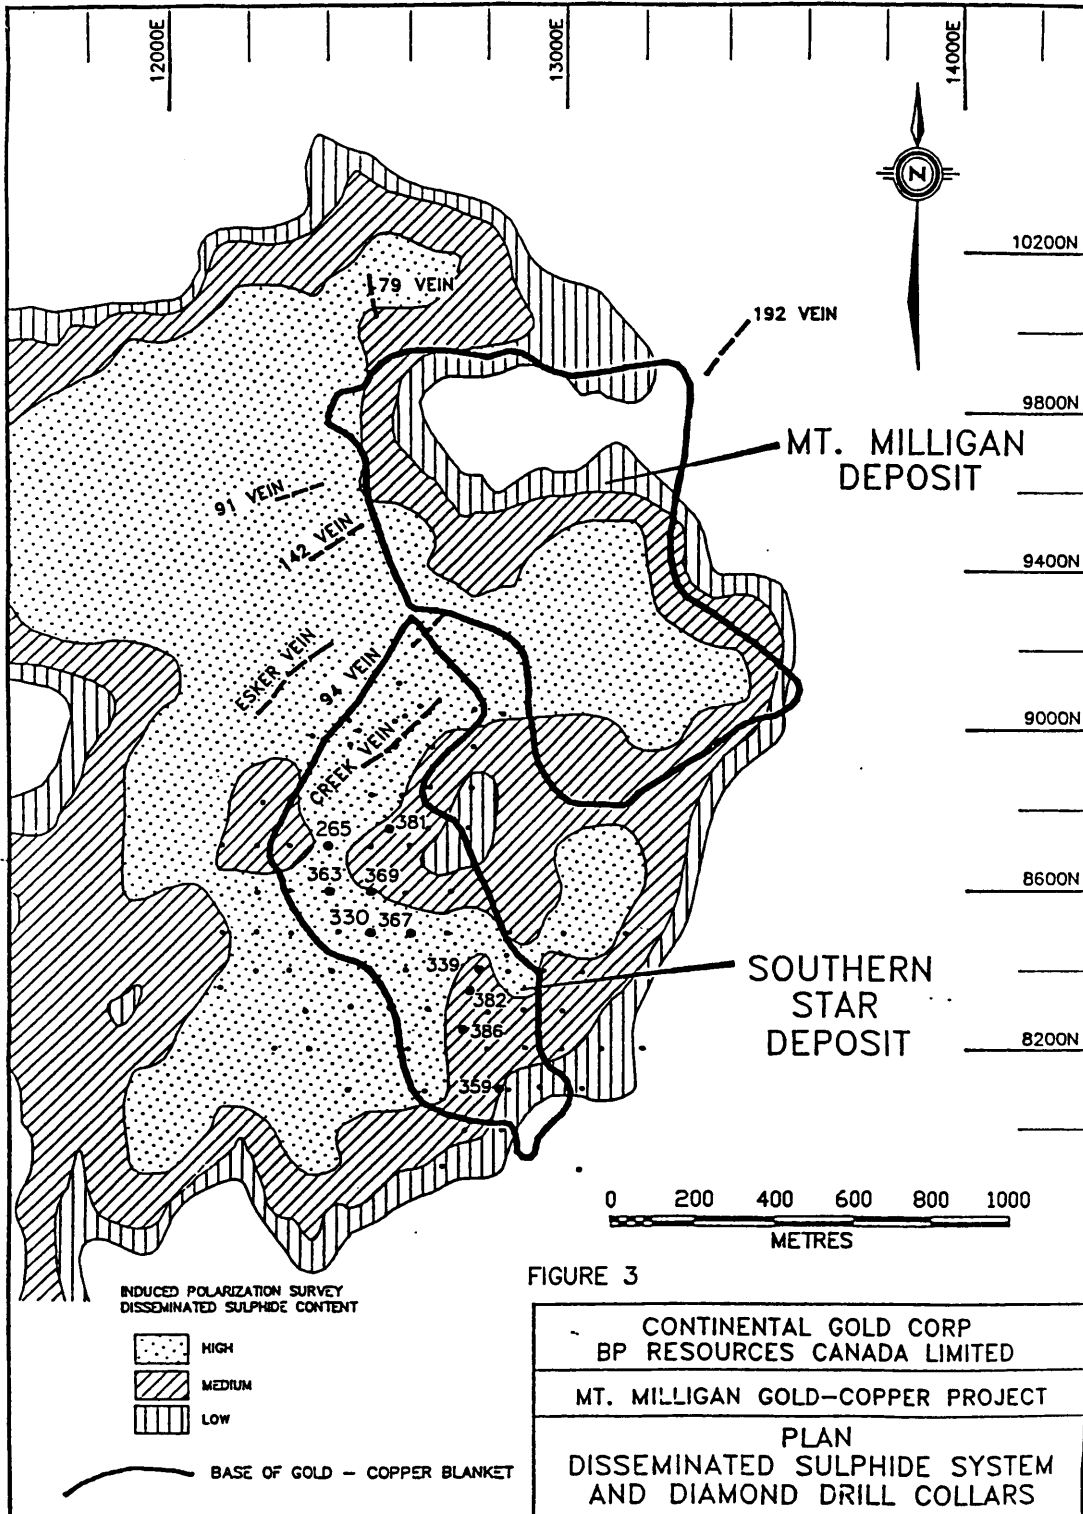 12000E
13000E
14000E
N
10200N
79 VEIN
192 VEIN
9800N
MT. MILLIGAN
DEPOSIT
91 VEIN
142 VEIN
9400N
ESKER VEIN
94 VEIN
9000N
CREEK VEIN
265
381
363
369
8600N
330
367
339
382
SOUTHERN
STAR
DEPOSIT
386
8200N
359
0 200 400 600 800 1000
METRES
FIGURE 3
INDUCED POLARIZATION SURVEY
DISSEMINATED SULPHIDE CONTENT
HIGH
MEDIUM
LOW
BASE OF GOLD - COPPER BLANKET
CONTINENTAL GOLD CORP
BP RESOURCES CANADA LIMITED
MT. MILLIGAN GOLD-COPPER PROJECT
PLAN
DISSEMINATED SULPHIDE SYSTEM
AND DIAMOND DRILL COLLARS